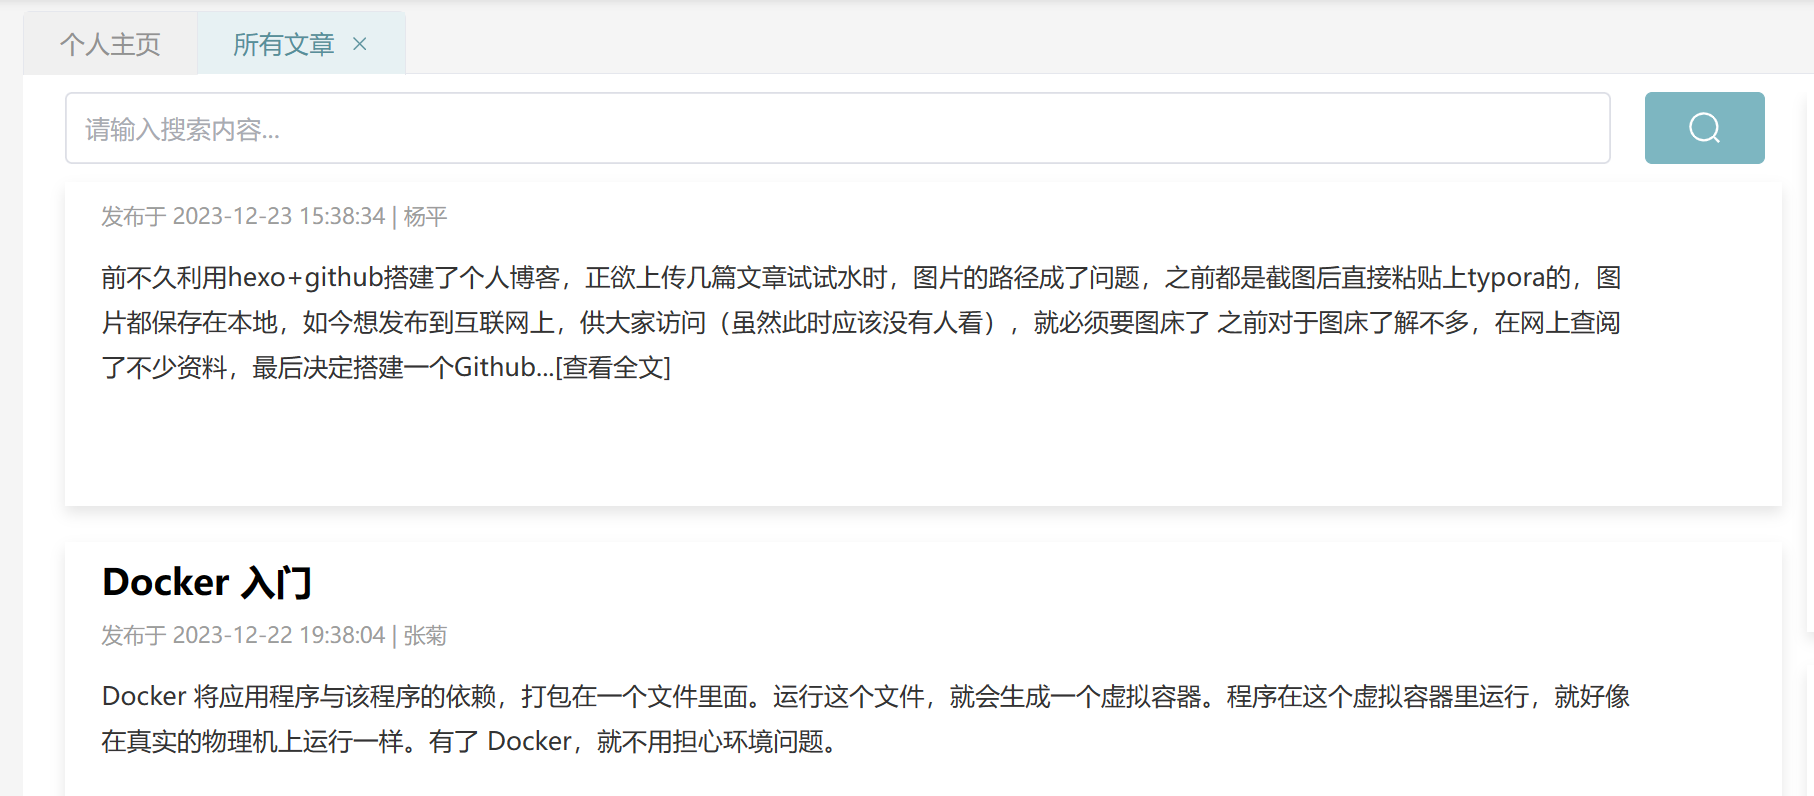 个人主页
所有文章
请输入搜索内容...
发布于 2023-12-23 15:38:34 | 杨平
前不久利用hexo+github搭建了个人博客，正欲上传几篇文章试试水时，图片的路径成了问题，之前都是截图后直接粘贴上typora的，图
片都保存在本地，如今想发布到互联网上，供大家访问（虽然此时应该没有人看），就必须要图床了 之前对于图床了解不多，在网上查阅
了不少资料，最后决定搭建一个Github...[查看全文]
Docker 入门
发布于 2023-12-22 19:38:04 | 张菊
Docker 将应用程序与该程序的依赖，打包在一个文件里面。运行这个文件，就会生成一个虚拟容器。程序在这个虚拟容器里运行，就好像
在真实的物理机上运行一样。有了 Docker，就不用担心环境问题。